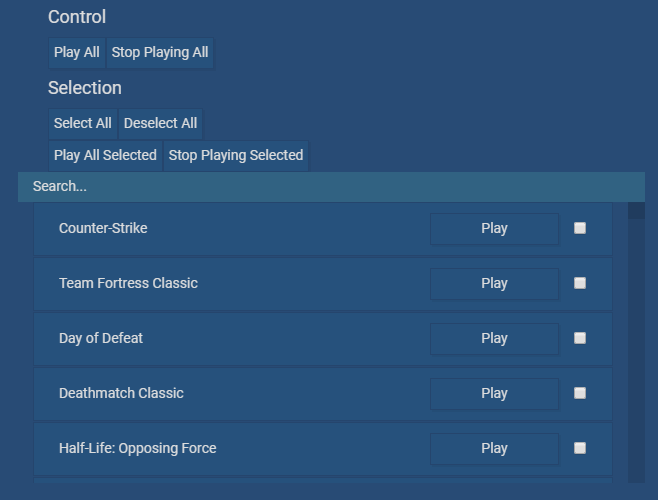 Control
Play All Stop Playing All
Selection
Select All Deselect All
Play All Selected Stop Playing Selected
Search...
Counter-Strike Play
Team Fortress Classic Play
Day of Defeat Play
Deathmatch Classic Play
Half-Life: Opposing Force Play